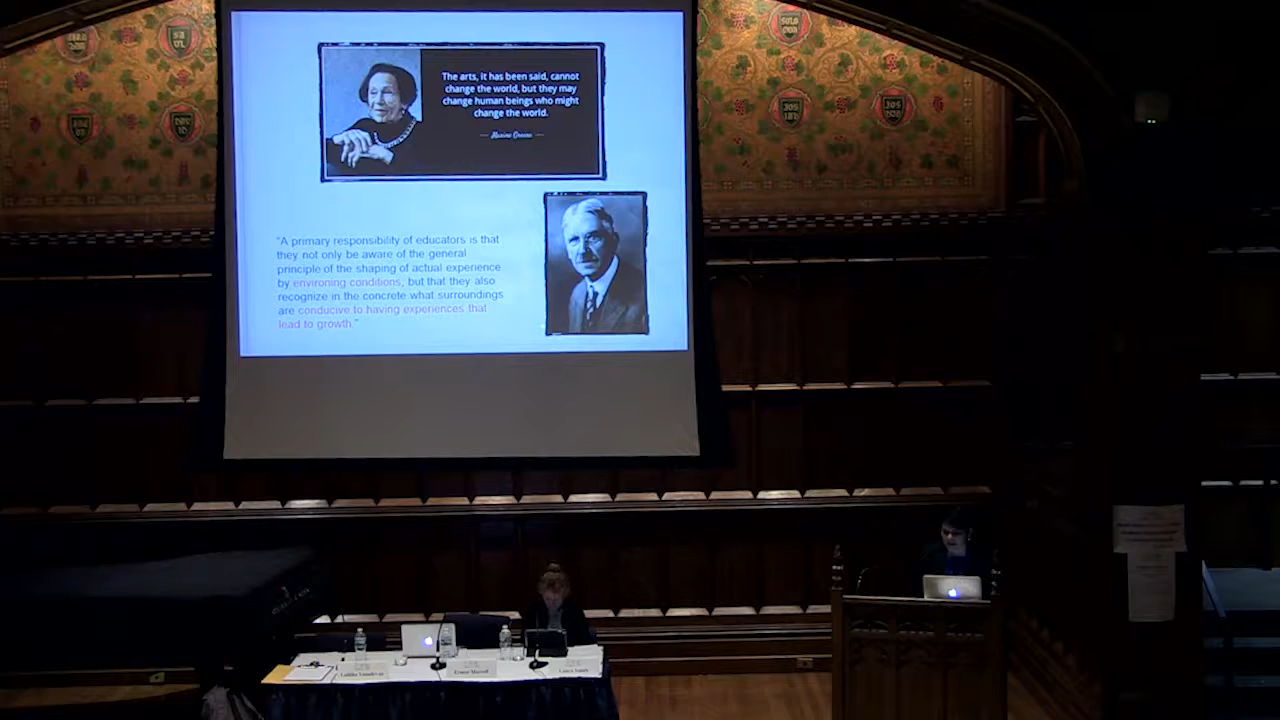 The arts, it has been said, cannot
change the world, but they may
change human beings who might
change the world.
— Maxine Greene —
"A primary responsibility of educators is that
they not only be aware of the general
principle of the shaping of actual experience
by environing conditions, but that they also
recognize in the concrete what surroundings
are conducive to having experiences that
lead to growth."